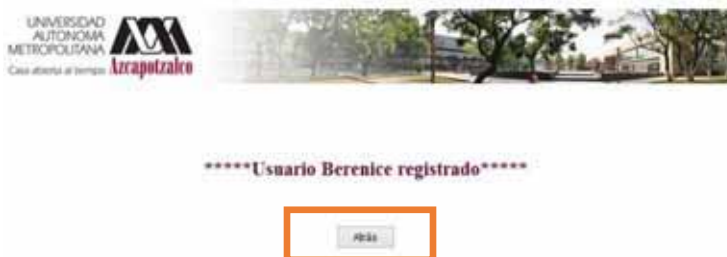 UNIVERSIDAD
AUTONOMA
METROPOLITANA
Casa abierta al tiempo Azcapotzalco
*****Usuario Berenice registrado*****
Atrás